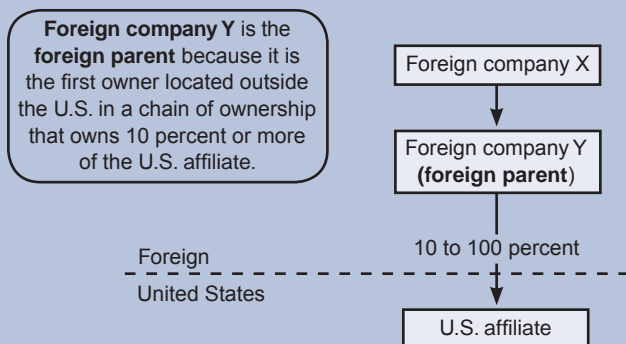 Foreign company Y is the
foreign parent because it is
the first owner located outside
the U.S. in a chain of ownership
that owns 10 percent or more
of the U.S. affiliate.
Foreign company X
Foreign company Y
(foreign parent)
10 to 100 percent
Foreign
United States
U.S. affiliate